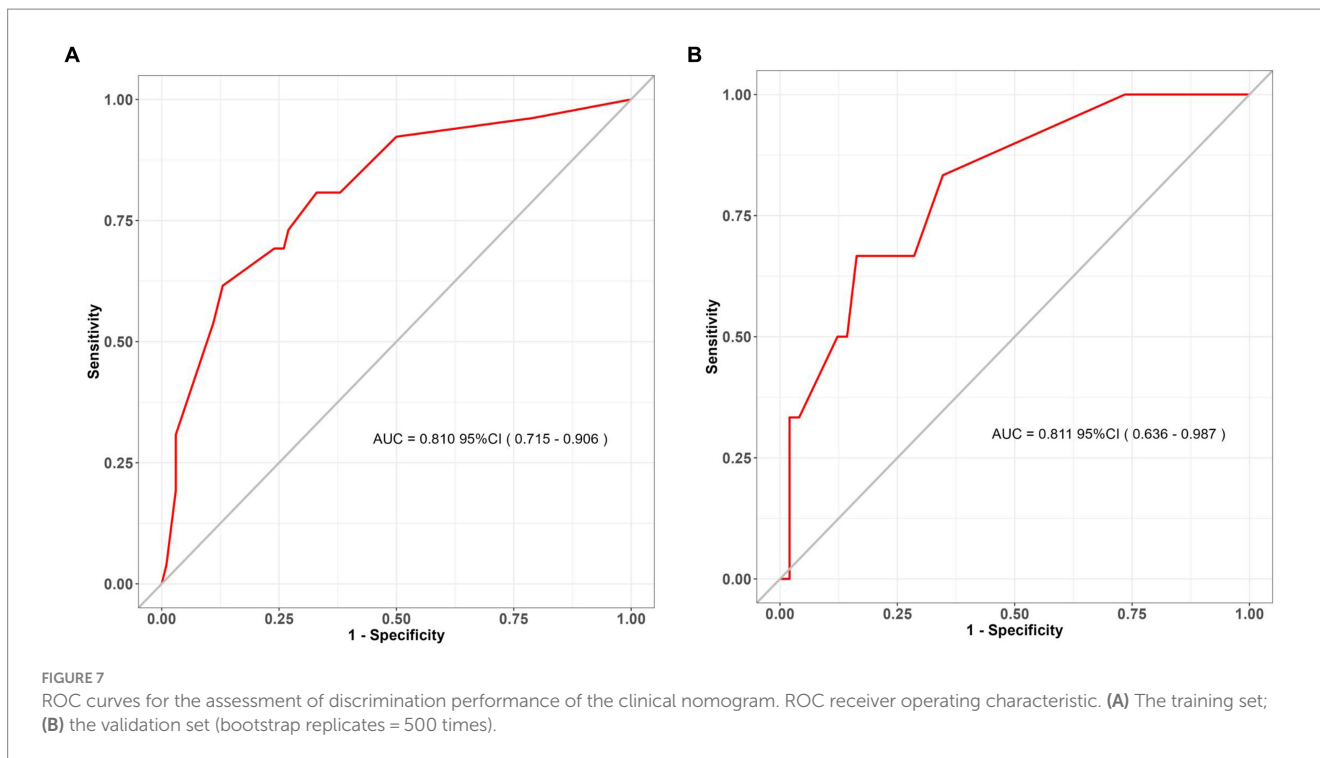 A
1.00
0.75
0.50
0.25
0.00
Sensitivity
AUC = 0.810 95%CI ( 0.715 - 0.906 )
0.00 0.25 0.50 0.75 1.00
1 - Specificity
B
1.00
0.75
0.50
0.25
0.00
Sensitivity
AUC = 0.811 95%CI ( 0.636 - 0.987 )
0.00 0.25 0.50 0.75 1.00
1 - Specificity
FIGURE 7
ROC curves for the assessment of discrimination performance of the clinical nomogram. ROC receiver operating characteristic. (A) The training set;
(B) the validation set (bootstrap replicates = 500 times).